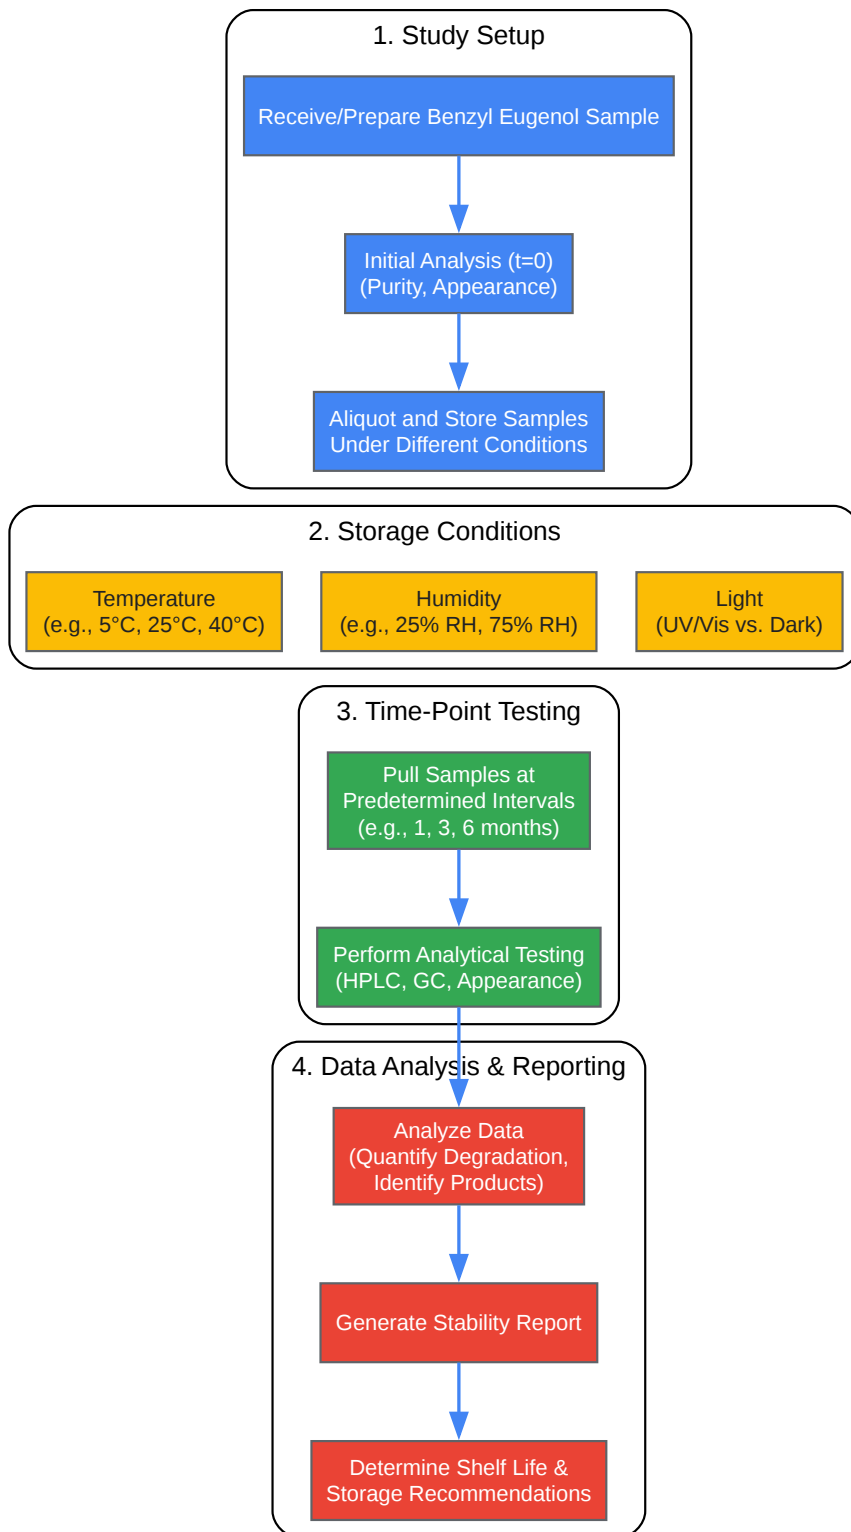 1. Study Setup
Receive/Prepare Benzyl Eugenol Sample
Initial Analysis (t=0)
(Purity, Appearance)
Aliquot and Store Samples
Under Different Conditions
2. Storage Conditions
Temperature
(e.g., 5°C, 25°C, 40°C)
Humidity
(e.g., 25% RH, 75% RH)
Light
(UV/Vis vs. Dark)
3. Time-Point Testing
Pull Samples at
Predetermined Intervals
(e.g., 1, 3, 6 months)
Perform Analytical Testing
(HPLC, GC, Appearance)
4. Data Analysis & Reporting
Analyze Data
(Quantify Degradation,
Identify Products)
Generate Stability Report
Determine Shelf Life &
Storage Recommendations